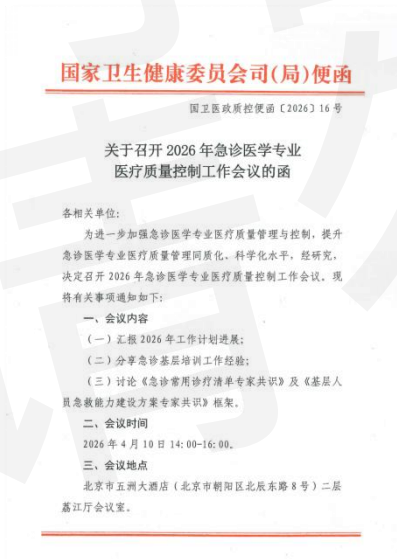 国家卫生健康委员会司(局)便函
国卫医政质控便函〔2026〕16号
关于召开2026年急诊医学专业
医疗质量控制工作会议的函
各相关单位:
为进一步加强急诊医学专业医疗质量管理与控制,提升
急诊医学专业医疗质量管理同质化、科学化水平,经研究,
决定召开2026年急诊医学专业医疗质量控制工作会议。现
将有关事项通知如下:
一、会议内容
(一)汇报2026年工作计划进展;
(二)分享急诊基层培训工作经验;
(三)讨论《急诊常用诊疗清单专家共识》及《基层人
员急救能力建设方案专家共识》框架。
二、会议时间
2026年4月10日14:00-16:00。
三、会议地点
北京市五洲大酒店(北京市朝阳区北辰东路8号)二层
荔江厅会议室。